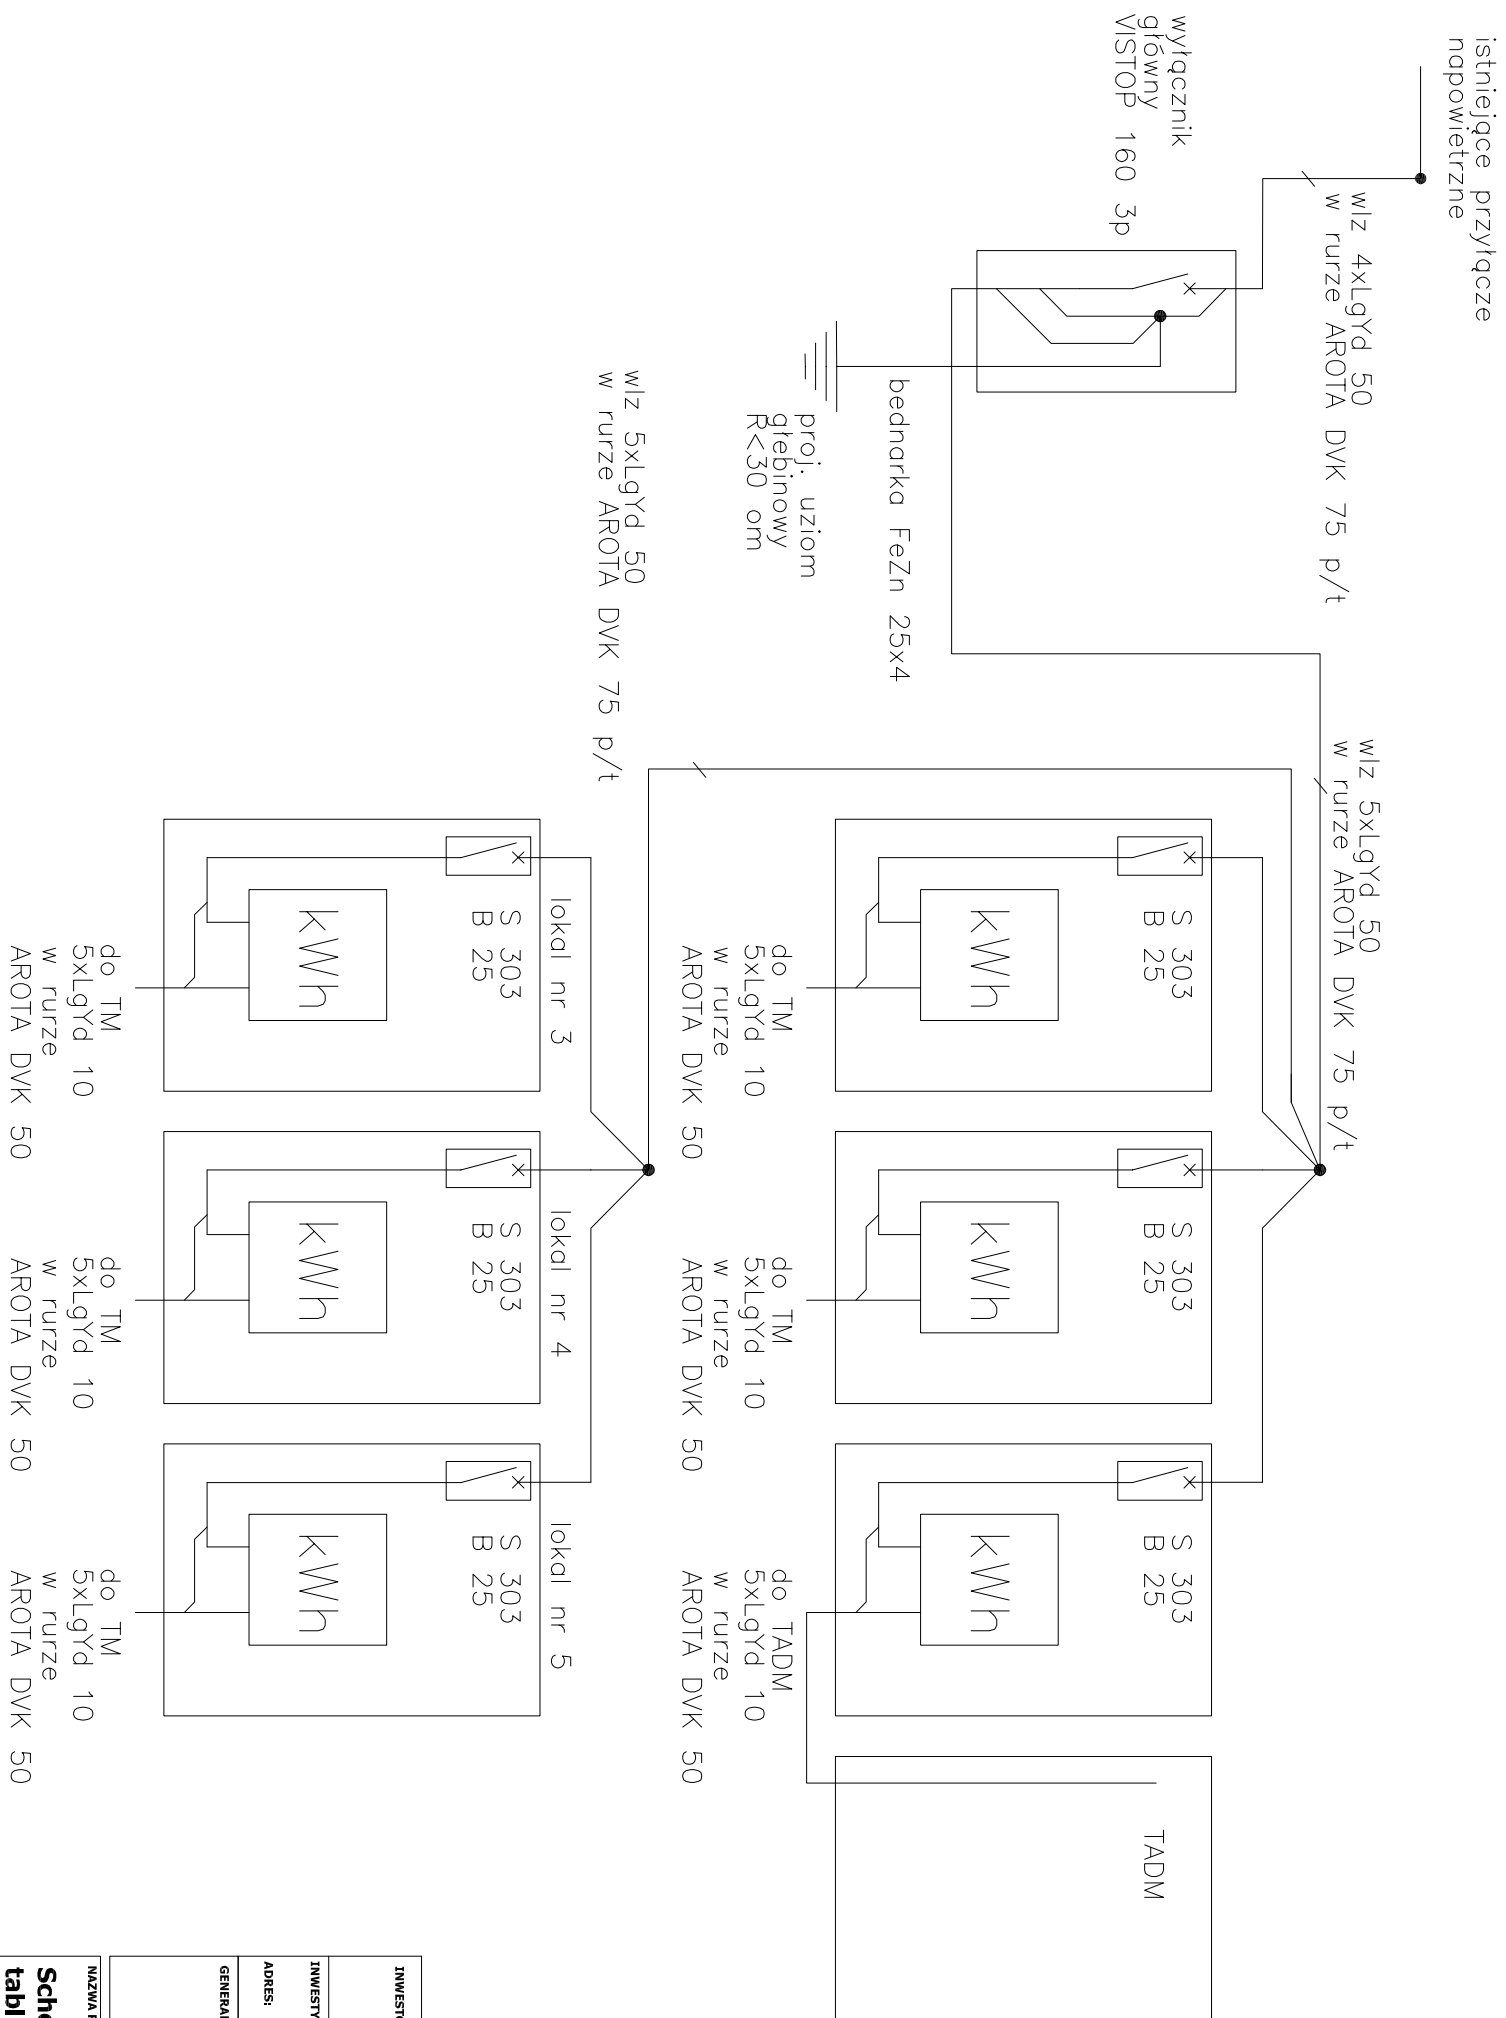 istniejące przyłącze
napowietrzne
wlz 4xLgYd 50
w rurze AROTA DVK 75 p/t
wyłącznik
główny
VISTOP 160 3p
bednarka FeZn 25x4
proj. uziom
głebinowy
R<30 om
wlz 5xLgYd 50
w rurze AROTA DVK 75 p/t
wlz 5xLgYd 50
w rurze AROTA DVK 75 p/t
S 303
B 25
kWh
do TM
5xLgYd 10
w rurze
AROTA DVK 50
S 303
B 25
kWh
do TM
5xLgYd 10
w rurze
AROTA DVK 50
S 303
B 25
kWh
do TADM
5xLgYd 10
w rurze
AROTA DVK 50
TADM
lokal nr 3
S 303
B 25
kWh
do TM
5xLgYd 10
w rurze
AROTA DVK 50
lokal nr 4
S 303
B 25
kWh
do TM
5xLgYd 10
w rurze
AROTA DVK 50
lokal nr 5
S 303
B 25
kWh
do TM
5xLgYd 10
w rurze
AROTA DVK 50
ADRES:
NAZWA